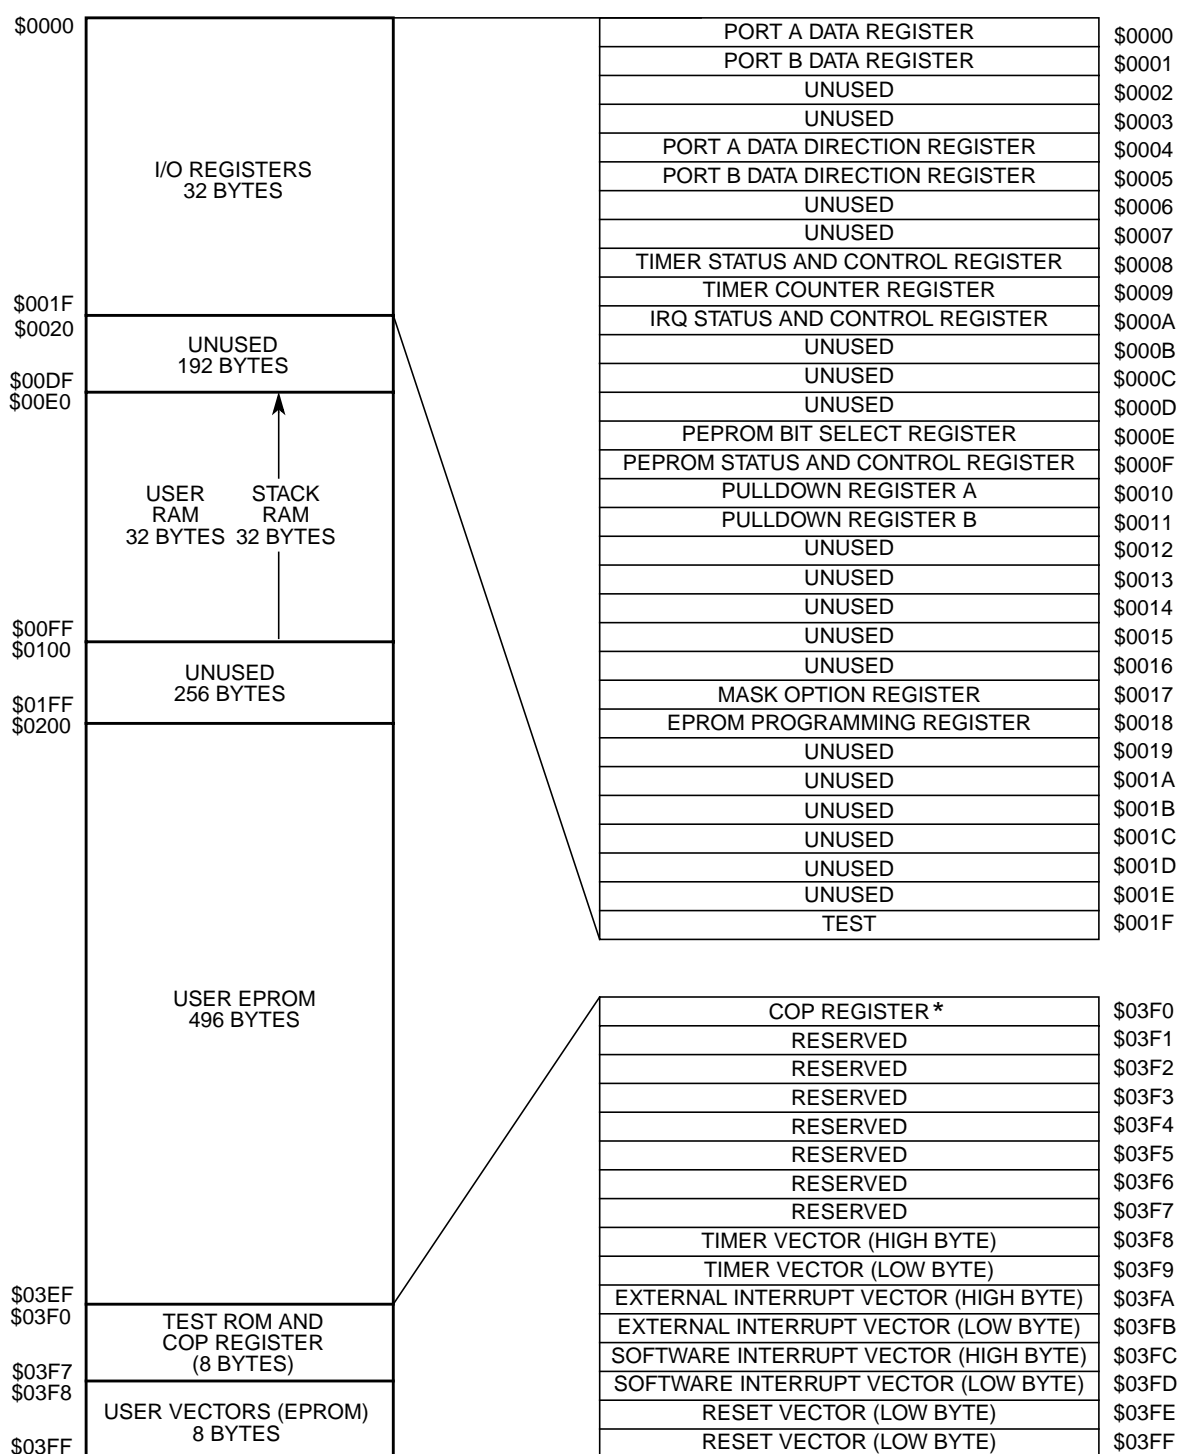 $0000
I/O REGISTERS
32 BYTES
$001F
$0020
UNUSED
192 BYTES
$00DF
$00E0
USER
RAM
32 BYTES
STACK
RAM
32 BYTES
$00FF
$0100
UNUSED
256 BYTES
$01FF
$0200
USER EPROM
496 BYTES
$03EF
$03F0
TEST ROM AND
COP REGISTER
(8 BYTES)
$03F7
$03F8
USER VECTORS (EPROM)
8 BYTES
$03FF
PORT A DATA REGISTER $0000
PORT B DATA REGISTER $0001
UNUSED $0002
UNUSED $0003
PORT A DATA DIRECTION REGISTER $0004
PORT B DATA DIRECTION REGISTER $0005
UNUSED $0006
UNUSED $0007
TIMER STATUS AND CONTROL REGISTER $0008
TIMER COUNTER REGISTER $0009
IRQ STATUS AND CONTROL REGISTER $000A
UNUSED $000B
UNUSED $000C
UNUSED $000D
PEPROM BIT SELECT REGISTER $000E
PEPROM STATUS AND CONTROL REGISTER $000F
PULLDOWN REGISTER A $0010
PULLDOWN REGISTER B $0011
UNUSED $0012
UNUSED $0013
UNUSED $0014
UNUSED $0015
UNUSED $0016
MASK OPTION REGISTER $0017
EPROM PROGRAMMING REGISTER $0018
UNUSED $0019
UNUSED $001A
UNUSED $001B
UNUSED $001C
UNUSED $001D
UNUSED $001E
TEST $001F
COP REGISTER* $03F0
RESERVED $03F1
RESERVED $03F2
RESERVED $03F3
RESERVED $03F4
RESERVED $03F5
RESERVED $03F6
RESERVED $03F7
TIMER VECTOR (HIGH BYTE) $03F8
TIMER VECTOR (LOW BYTE) $03F9
EXTERNAL INTERRUPT VECTOR (HIGH BYTE) $03FA
EXTERNAL INTERRUPT VECTOR (LOW BYTE) $03FB
SOFTWARE INTERRUPT VECTOR (HIGH BYTE) $03FC
SOFTWARE INTERRUPT VECTOR (LOW BYTE) $03FD
RESET VECTOR (LOW BYTE) $03FE
RESET VECTOR (LOW BYTE) $03FF